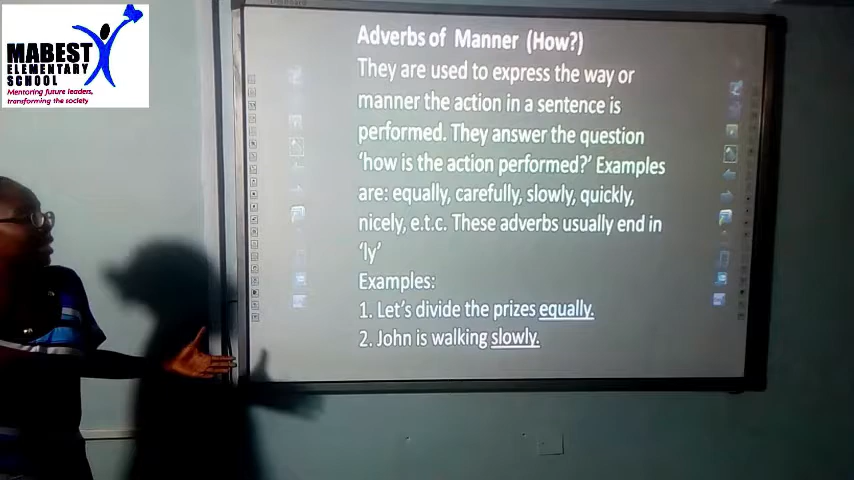 MABEST
ELEMENTARY
SCHOOL
Mentoring future leaders,
transforming the society
Adverbs of Manner (How?)
They are used to express the way or
manner the action in a sentence is
performed. They answer the question
‘how is the action performed?’ Examples
are: equally, carefully, slowly, quickly,
nicely, e.t.c. These adverbs usually end in
‘ly’
Examples:
1. Let’s divide the prizes equally.
2. John is walking slowly.